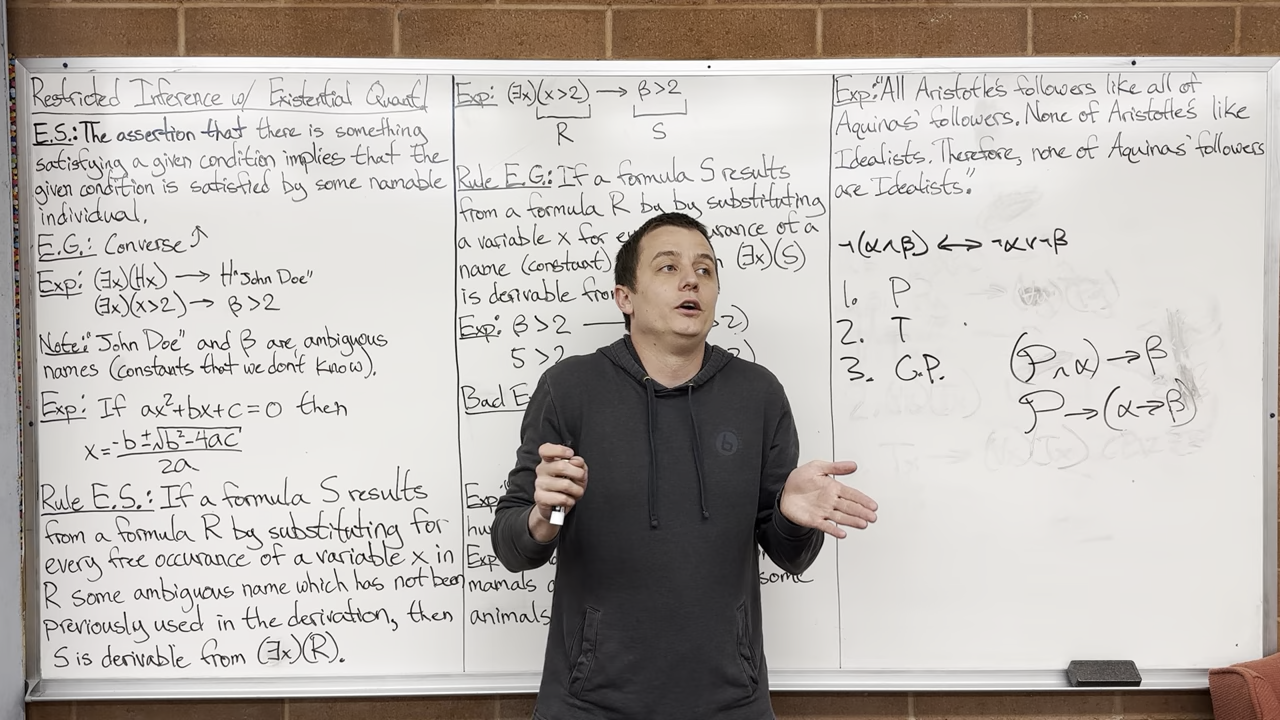 Restricted Inference w/ Existential Quant
E.S.: The assertion that there is something
satisfying a given condition implies that the
given condition is satisfied by some namable
individual.
E.G.: Converse ↑
Exp: (∃x)(Hx) → H"John Doe"
(∃x)(x>2) → β>2
Note: "John Doe" and β are ambiguous
names (constants that we don't know).
Exp: If ax²+bx+c=0 then
x = -b±√b²-4ac
2a
Rule E.S.: If a formula S results
from a formula R by substituting for
every free occurance of a variable x in
R some ambiguous name which has not been
previously used in the derivation, then
S is derivable from (∃x)(R).
Exp: (∃x)(x>2) → β>2
R S
Rule E.G.: If a formula S results
from a formula R by by substituting
a variable x for of a
name (constant) (∃x)(S)
is derivable
Exp: β>2 2)
5>2 2)
Bad
Exp:
Exp
mamals some
animals
Exp: "All Aristotle's followers like all of
Aquinas' followers. None of Aristotle's like
Idealists. Therefore, none of Aquinas' followers
are Idealists."
¬(α∧β) ↔ ¬α∨¬β
1. P
2. T
3. C.P.
(P∧α)→β
P→(α→β)